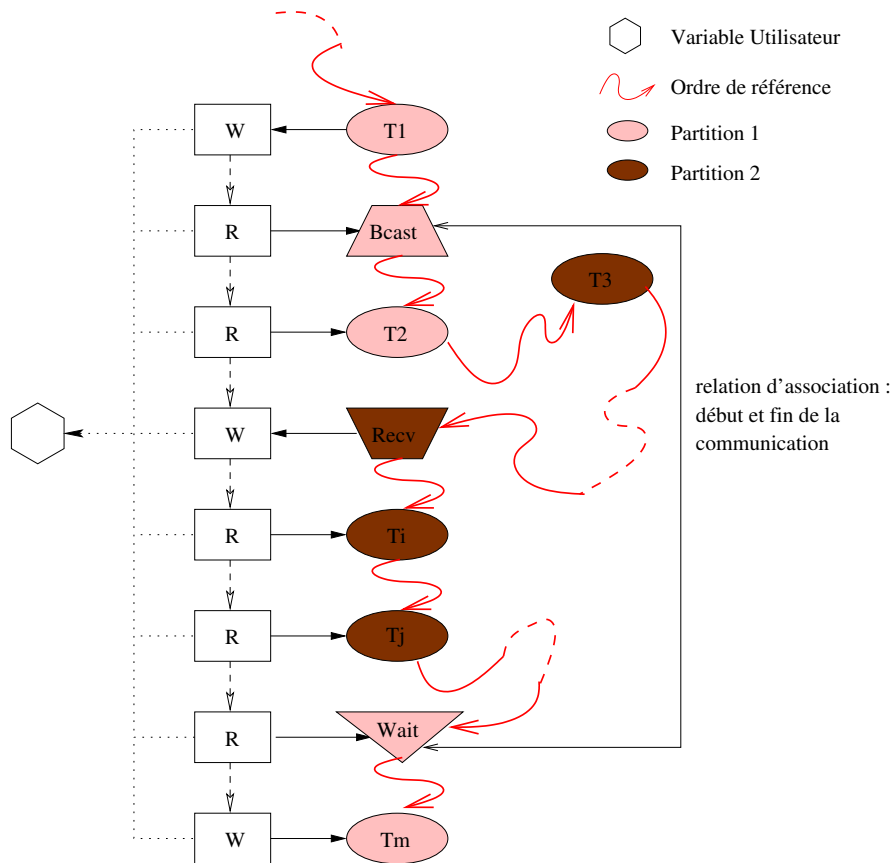 Variable Utilisateur
Ordre de référence
Partition 1
Partition 2
W
T1
R
Bcast
T3
R
T2
relation d'association :
début et fin de la
communication
W
Recv
R
Ti
R
Tj
R
Wait
W
Tm